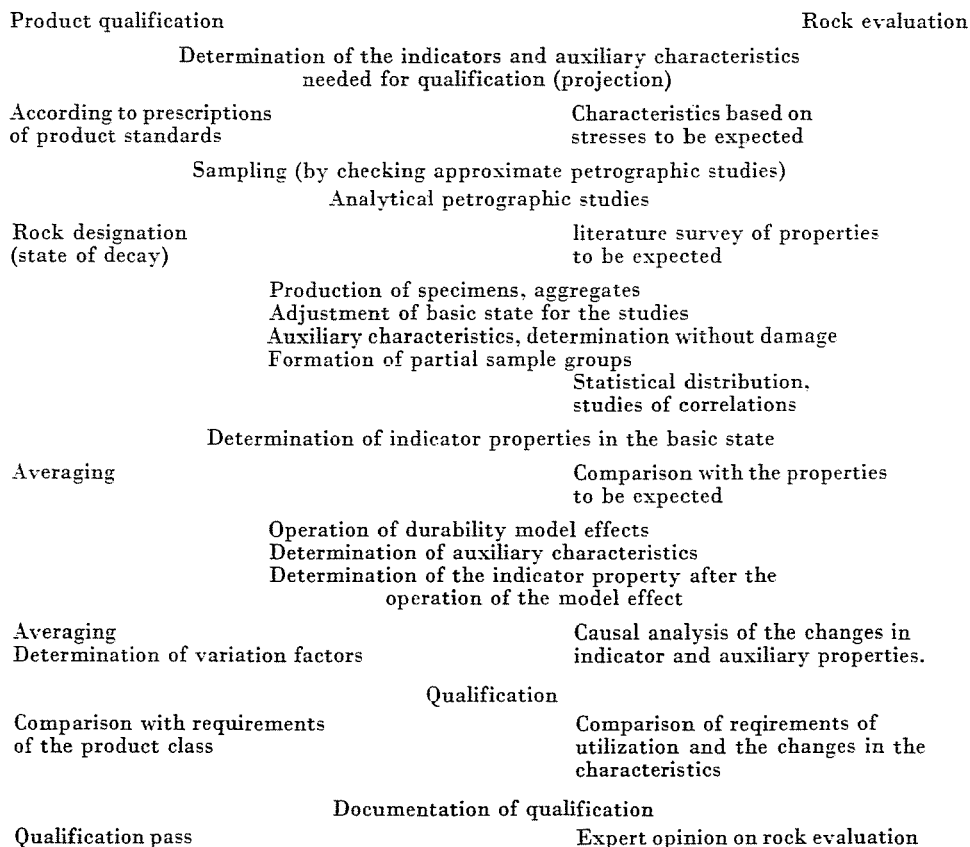 Product qualification Rock evaluation
Determination of the indicators and auxiliary characteristics
needed for qualification (projection)
According to prescriptions Characteristics based on
of product standards stresses to be expected
Sampling (by checking approximate petrographic studies)
Analytical petrographic studies
Rock designation literature survey of properties
(state of decay) to be expected
Production of specimens, aggregates
Adjustment of basic state for the studies
Auxiliary characteristics, determination without damage
Formation of partial sample groups
Statistical distribution,
studies of correlations
Determination of indicator properties in the basic state
Averaging Comparison with the properties
to be expected
Operation of durability model effects
Determination of auxiliary characteristics
Determination of the indicator property after the
operation of the model effect
Averaging Causal analysis of the changes in
Determination of variation factors indicator and auxiliary properties.
Qualification
Comparison with requirements Comparison of reqirements of
of the product class utilization and the changes in the
characteristics
Documentation of qualification
Qualification pass Expert opinion on rock evaluation